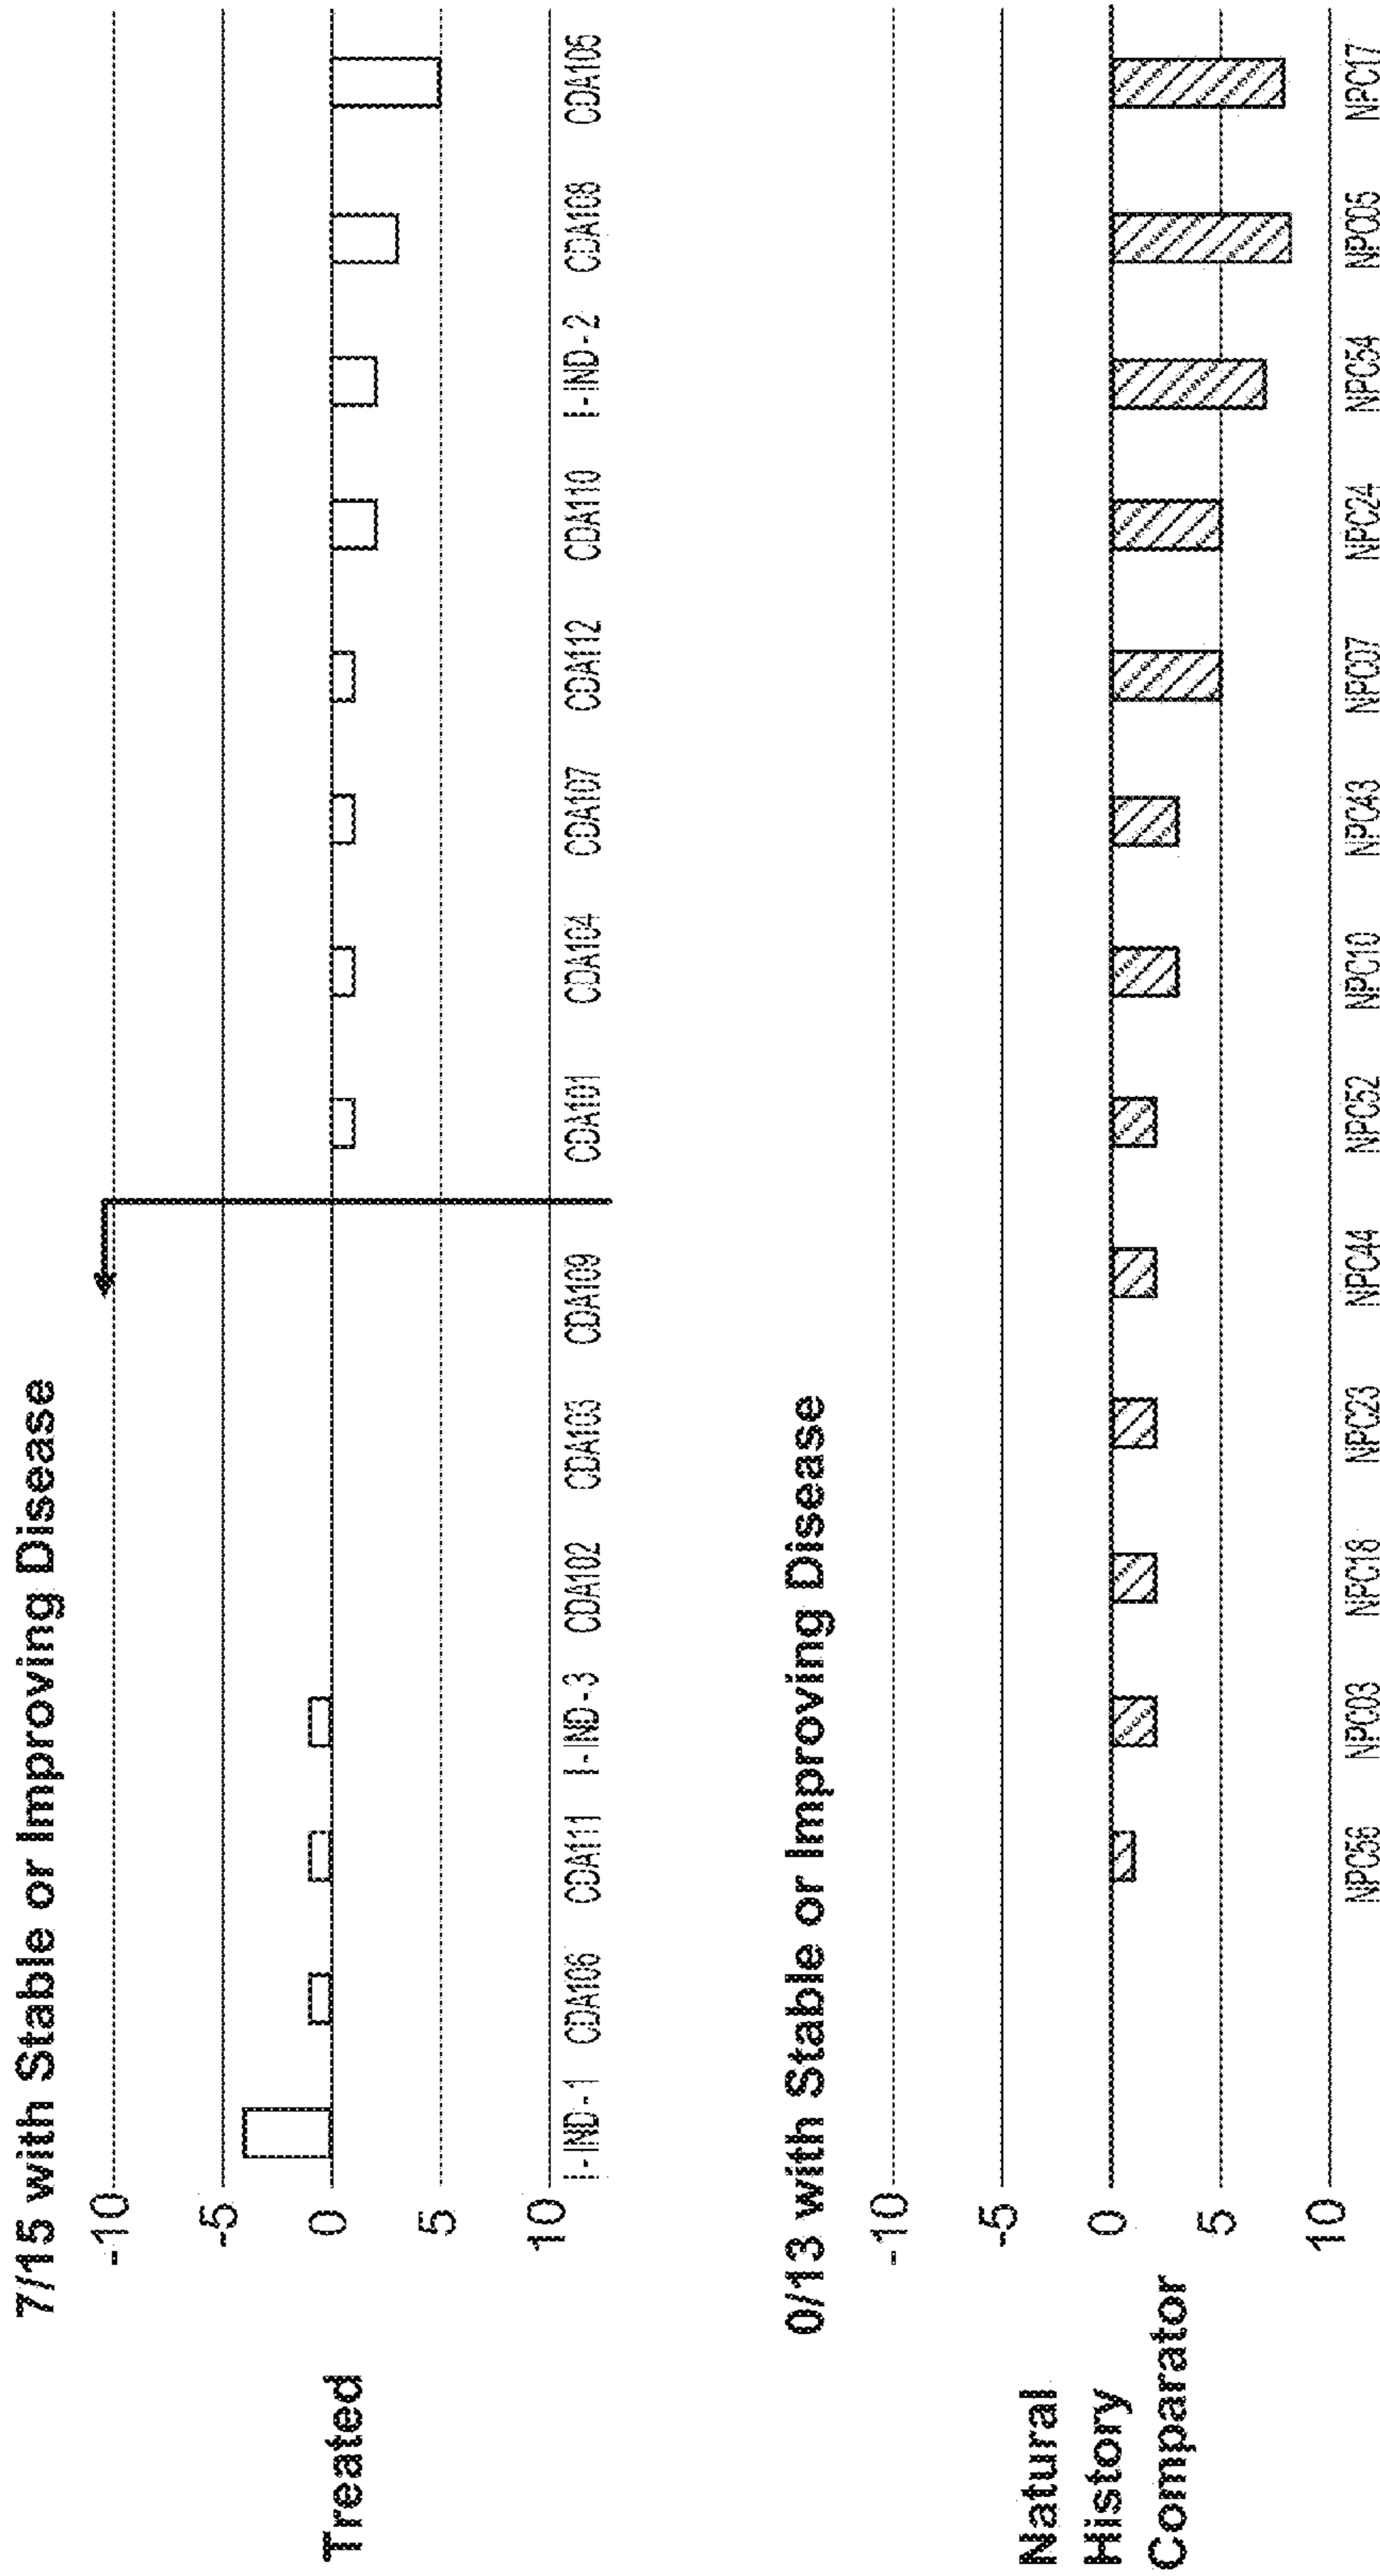 7/15 with Stable or Improving Disease
-10
-5
Treated
0
5
10
I-IND-1 CDA106 CDA111 I-IND-3 CDA102 CDA103 CDA109 CDA101 CDA104 CDA107 CDA112 CDA110 I-IND-2 CDA108 CDA105
0/13 with Stable or Improving Disease
-10
-5
Natural
History
Comparator
0
5
10
NPC56 NPC03 NPC18 NPC23 NPC44 NPC52 NPC10 NPC43 NPC07 NPC24 NPC54 NPC05 NPC17